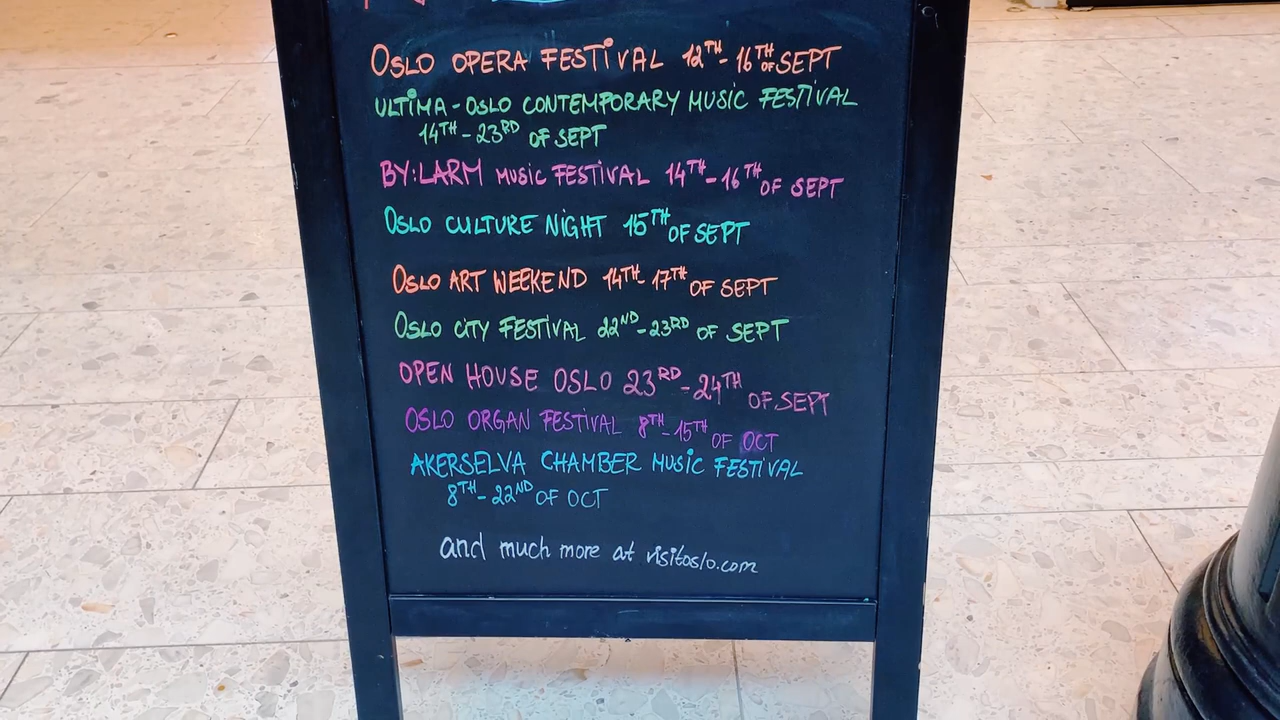 OSLO OPERA FESTIVAL 12TH - 16TH OF SEPT
ULTIMA - OSLO CONTEMPORARY MUSIC FESTIVAL
14TH - 23RD OF SEPT
BY:LARM MUSIC FESTIVAL 14TH - 16TH OF SEPT
OSLO CULTURE NIGHT 15TH OF SEPT
OSLO ART WEEKEND 14TH - 17TH OF SEPT
OSLO CITY FESTIVAL 22ND - 23RD OF SEPT
OPEN HOUSE OSLO 23RD - 24TH OF SEPT
OSLO ORGAN FESTIVAL 8TH - 15TH OF OCT
AKERSELVA CHAMBER MUSIC FESTIVAL
8TH - 22ND OF OCT
and much more at visitoslo.com